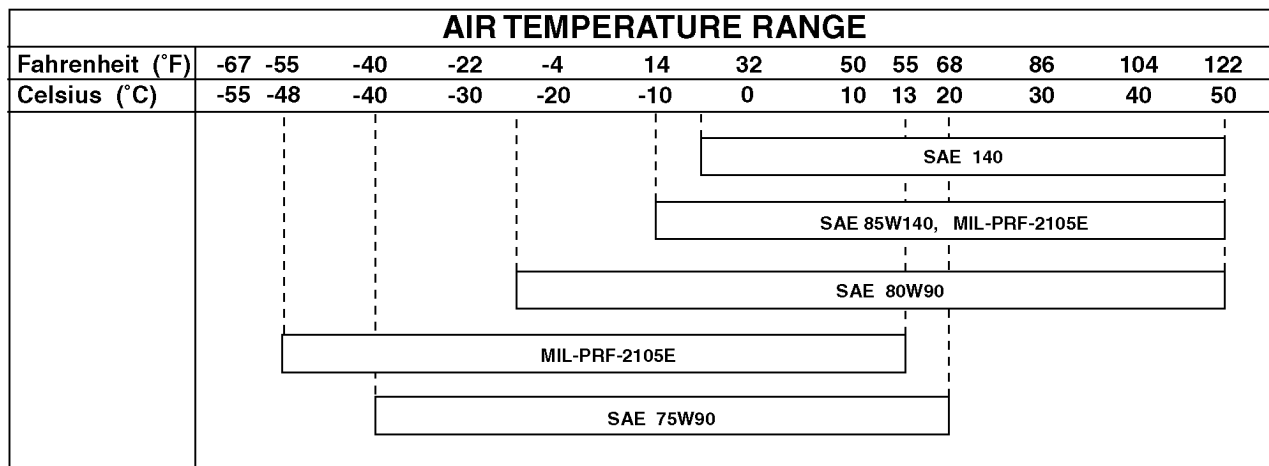 AIR TEMPERATURE RANGE
Fahrenheit (˚F) -67 -55 -40 -22 -4 14 32 50 55 68 86 104 122
Celsius (˚C) -55 -48 -40 -30 -20 -10 0 10 13 20 30 40 50
SAE 140
SAE 85W140, MIL-PRF-2105E
SAE 80W90
MIL-PRF-2105E
SAE 75W90